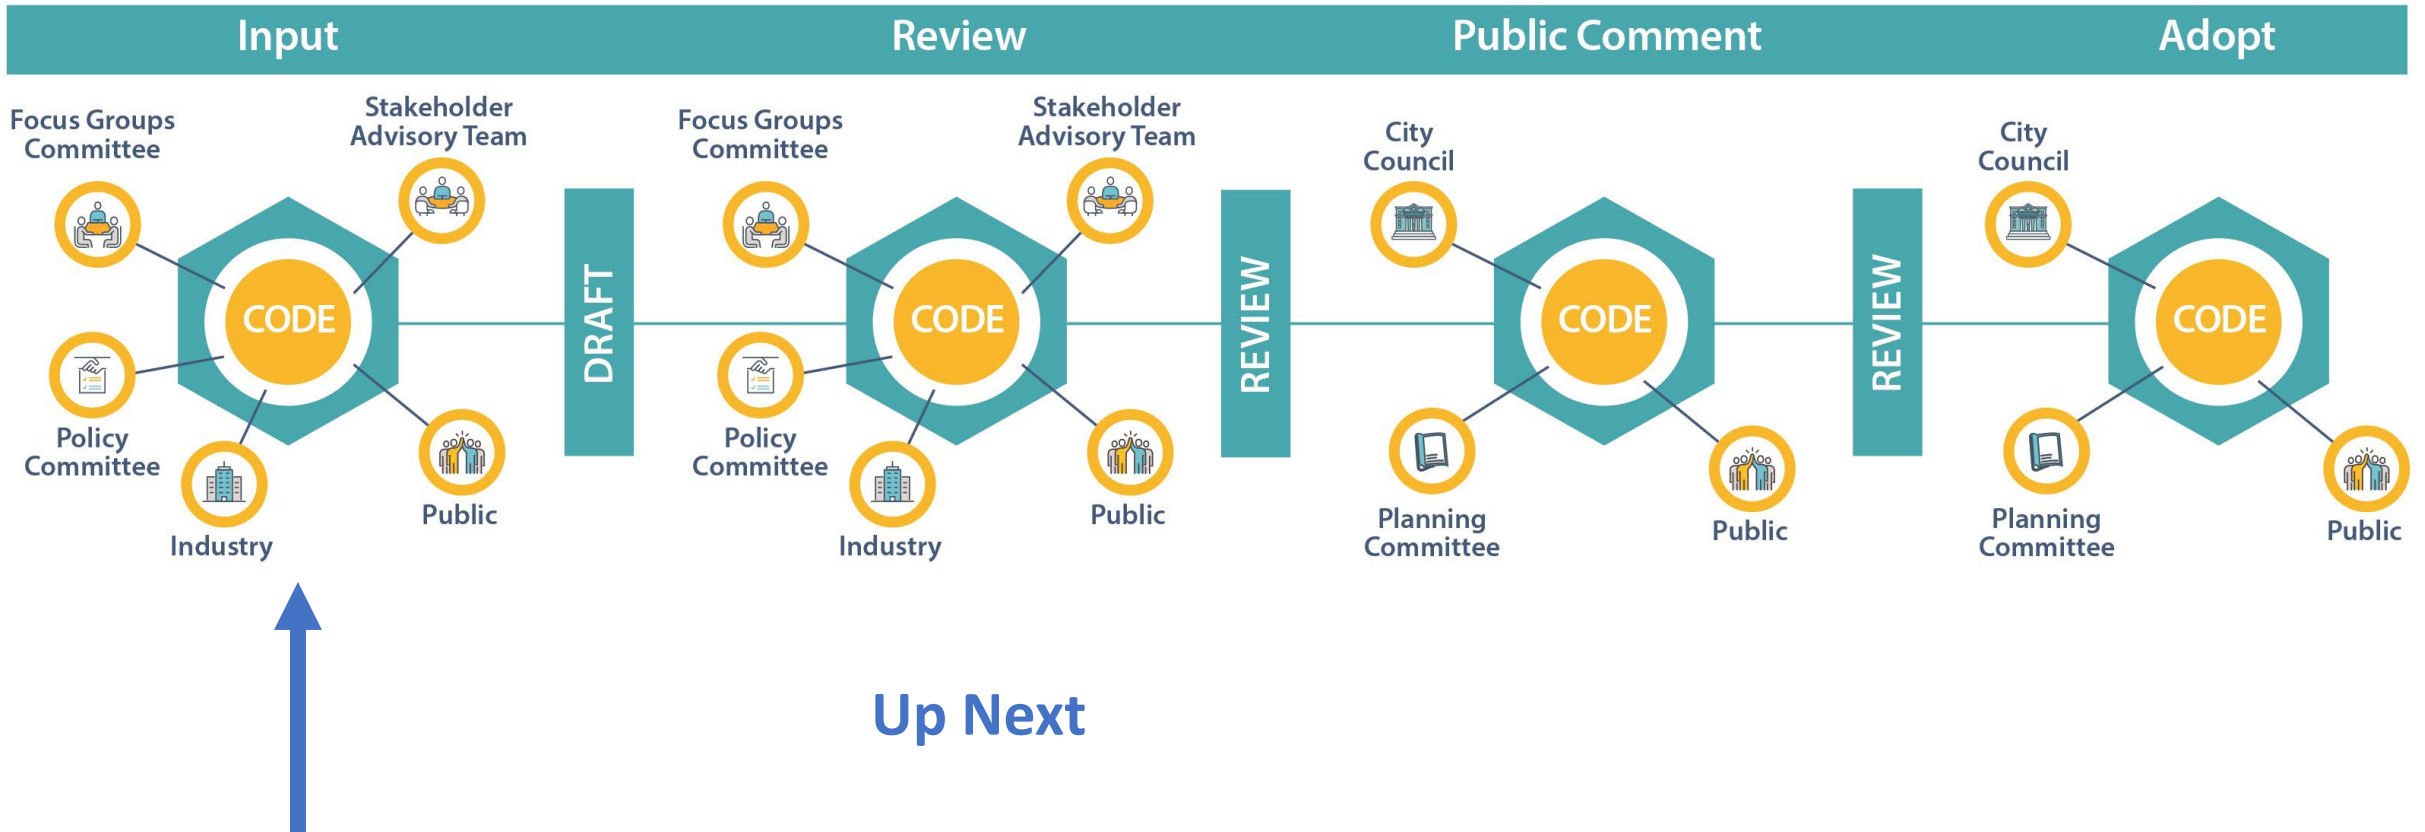 Input
Review
Public Comment
Adopt
Focus Groups
Committee
Stakeholder
Advisory Team
CODE
Policy
Committee
Industry
Public
DRAFT
Focus Groups
Committee
Stakeholder
Advisory Team
CODE
Policy
Committee
Industry
Public
REVIEW
City
Council
CODE
Planning
Committee
Public
REVIEW
City
Council
CODE
Planning
Committee
Public
Up Next